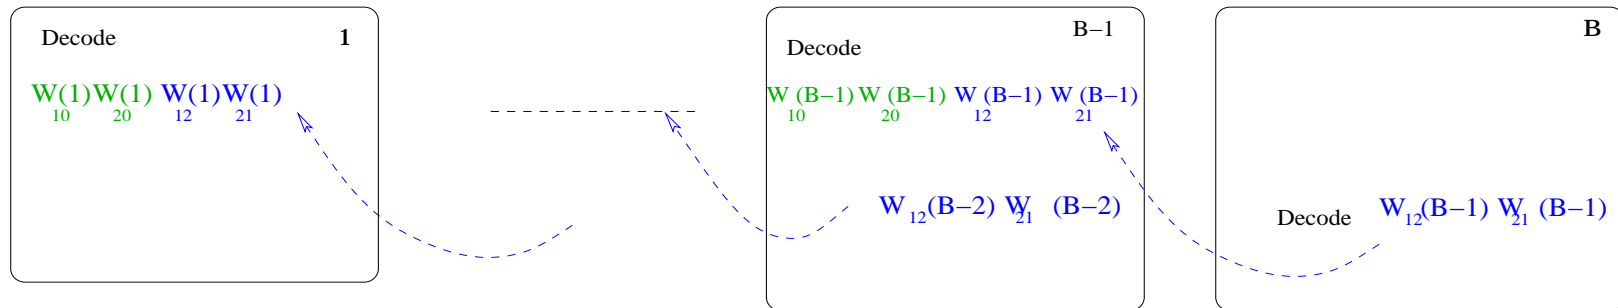 Decode 1
W(1) W(1) W(1) W(1)
10 20 12 21
B−1
Decode
W (B−1) W (B−1) W (B−1) W (B−1)
10 20 12 21
W12(B−2) W21 (B−2)
B
Decode W12(B−1) W21 (B−1)